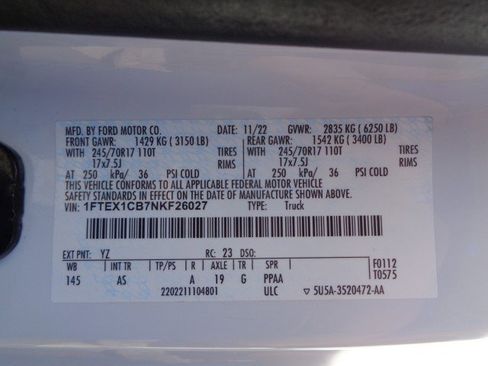 MFD. BY FORD MOTOR CO. 11/22 GVWR: 2835 KG ( 6250 LB)
FRONT GAWR: 1429 KG ( 3150 LB) REAR GAWR: 1542 KG ( 3400 LB)
WITH 245/70R17 110T TIRES WITH 245/70R17 110T TIRES
17x7.5J RIMS 17x7.5J RIMS
AT 250 kPa/ 36 PSI COLD AT 250 kPa/ 36 PSI COLD
THIS VEHICLE CONFORMS TO ALL APPLICABLE FEDERAL MOTOR VEHICLE
SAFETY STANDARDS IN EFFECT ON THE DATE OF MANUFACTURE SHOWN ABOVE.
VIN: 1FTEX1CB7NKF26027 TYPE: Truck
EXT PNT: YZ RC: 23 DSO: F0112
WB INT TR TP/PS R AXLE TR SPR T0575
145 AS A 19 G PPAA
2202211104801 ULC ▽ 5U5A-3520472-AA